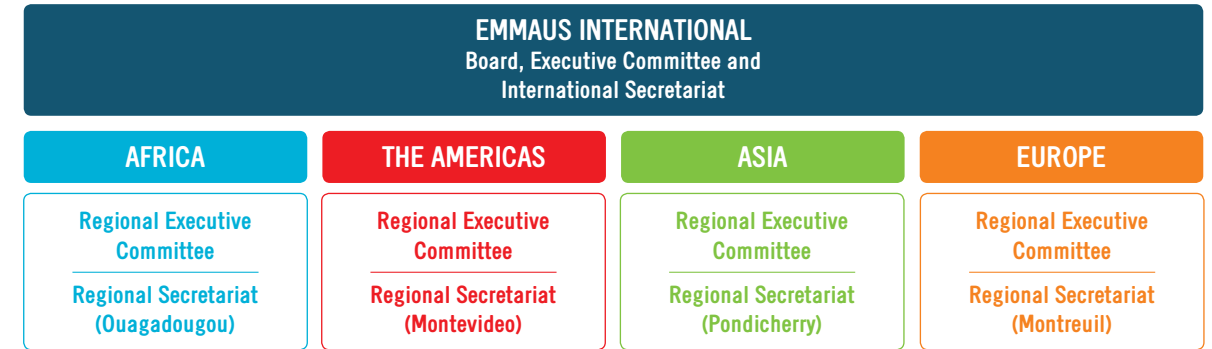 EMMAUS INTERNATIONAL
Board, Executive Committee and
International Secretariat
AFRICA
Regional Executive
Committee
Regional Secretariat
(Ouagadougou)
THE AMERICAS
Regional Executive
Committee
Regional Secretariat
(Montevideo)
ASIA
Regional Executive
Committee
Regional Secretariat
(Pondicherry)
EUROPE
Regional Executive
Committee
Regional Secretariat
(Montreuil)